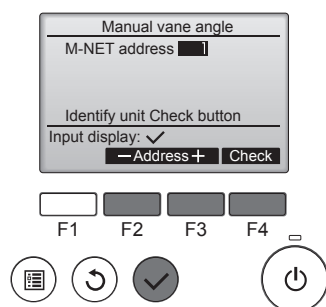 Manual vane angle
M-NET address 1
Identify unit Check button
Input display: ✓
－Address＋ Check
F1 F2 F3 F4